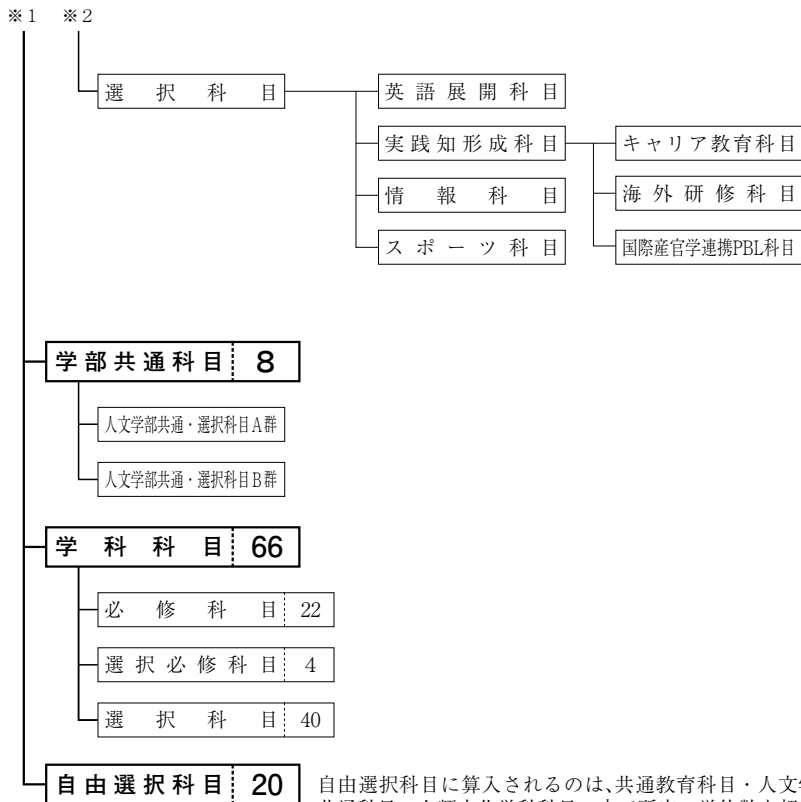 ※1 ※2
選択科目
英語展開科目
実践知形成科目
キャリア教育科目
情報科目
海外研修科目
スポーツ科目
国際産官学連携PBL科目
学部共通科目 8
人文学部共通・選択科目A群
人文学部共通・選択科目B群
学科科目 66
必修科目 22
選択必修科目 4
選択科目 40
自由選択科目 20
自由選択科目に算入されるのは、共通教育科目・人文